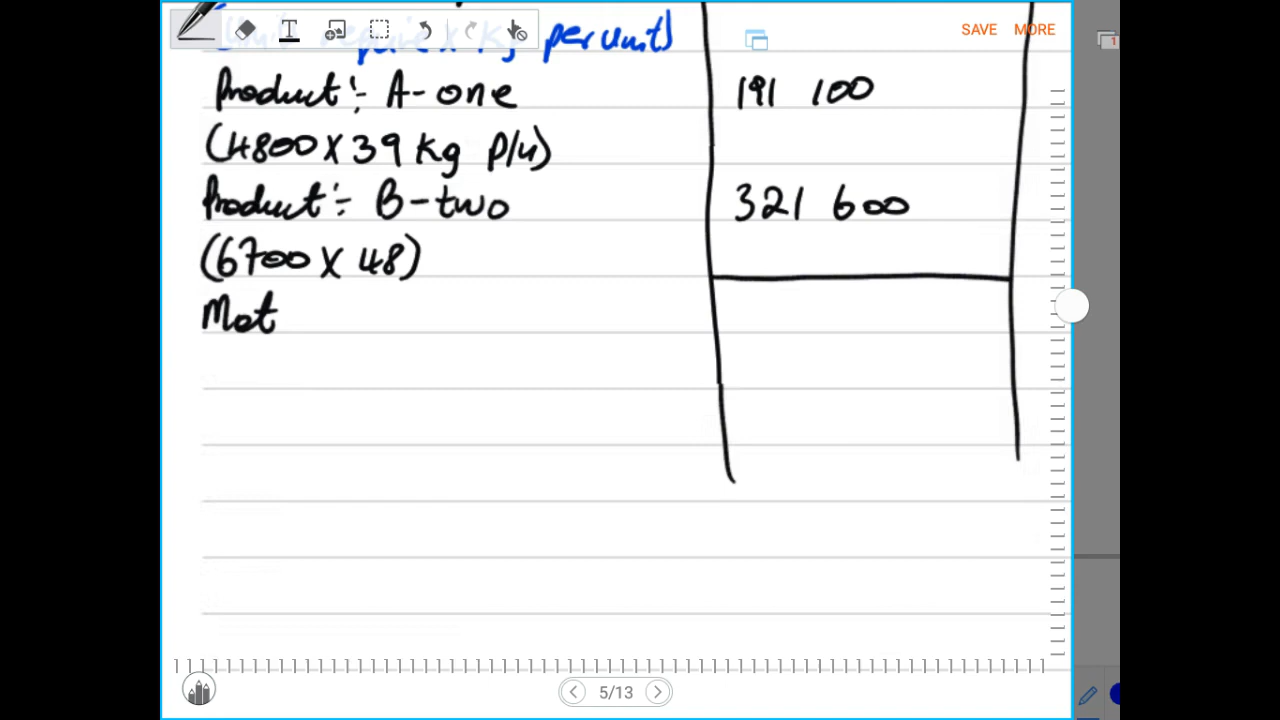 SAVE MORE
per unit)
Product:- A-one 191 100
(4800 X 39 Kg P/u)
Product:- B-two 321 600
(6700 X 48)
Mat
5/13
1